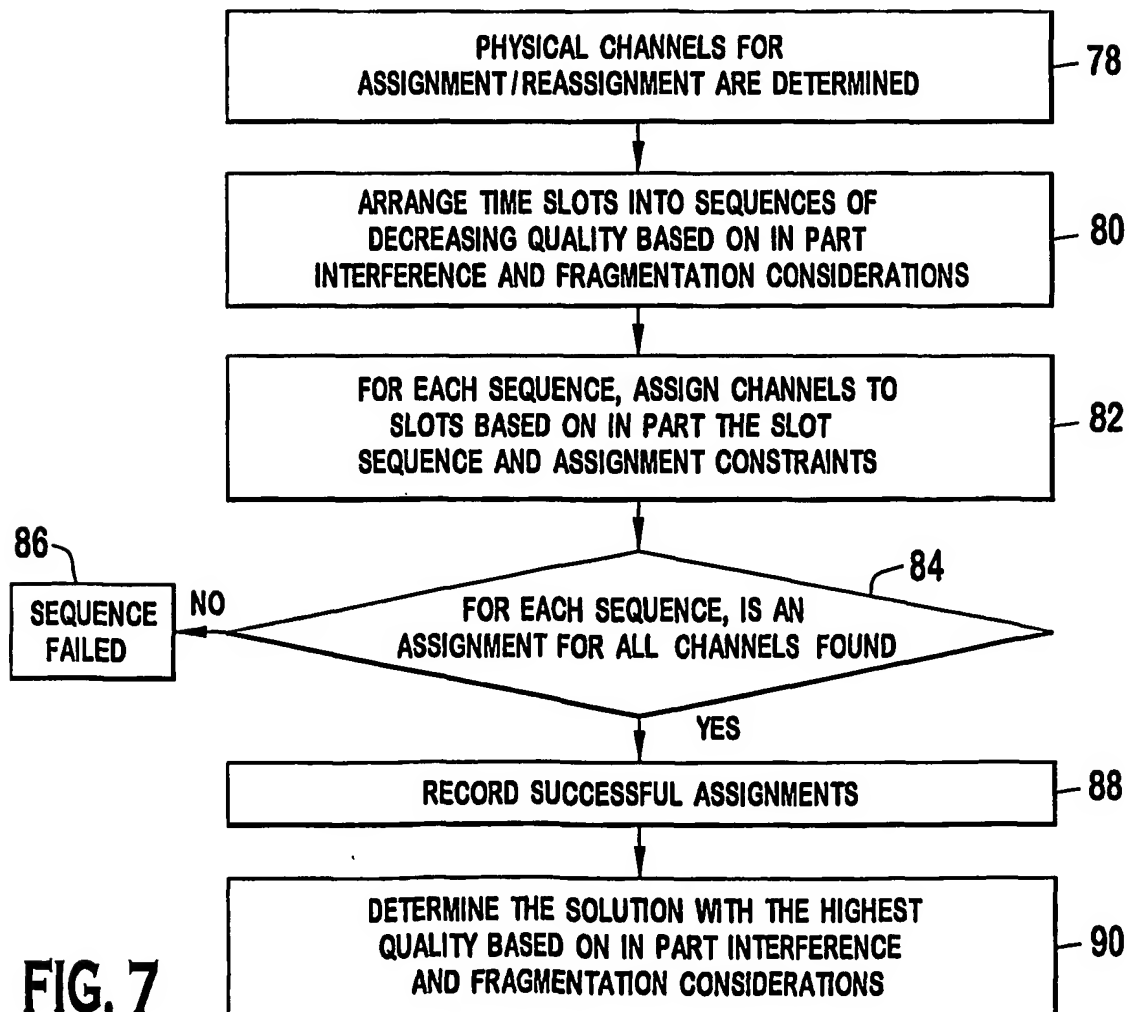 PHYSICAL CHANNELS FOR
ASSIGNMENT/REASSIGNMENT ARE DETERMINED
78
ARRANGE TIME SLOTS INTO SEQUENCES OF
DECREASING QUALITY BASED ON IN PART
INTERFERENCE AND FRAGMENTATION CONSIDERATIONS
80
FOR EACH SEQUENCE, ASSIGN CHANNELS TO
SLOTS BASED ON IN PART THE SLOT
SEQUENCE AND ASSIGNMENT CONSTRAINTS
82
86
SEQUENCE
FAILED
NO
84
FOR EACH SEQUENCE, IS AN
ASSIGNMENT FOR ALL CHANNELS FOUND
YES
RECORD SUCCESSFUL ASSIGNMENTS
88
DETERMINE THE SOLUTION WITH THE HIGHEST
QUALITY BASED ON IN PART INTERFERENCE
AND FRAGMENTATION CONSIDERATIONS
90
FIG. 7